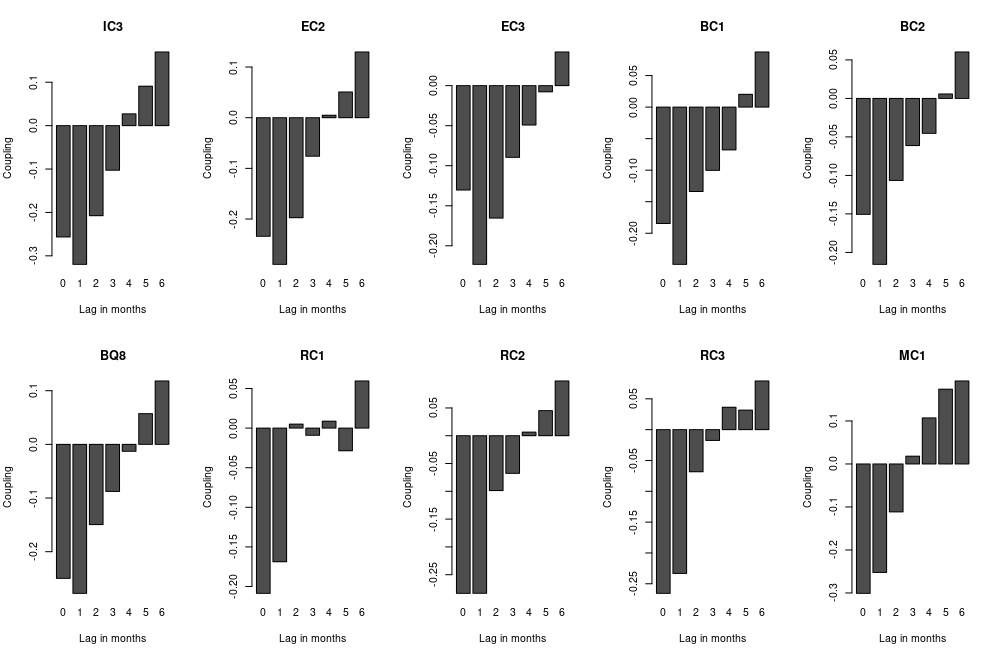 IC3 EC2 EC3 BC1 BC2
Coupling Coupling Coupling Coupling Coupling
0.1 0.0 -0.1 -0.2 -0.3
0.1 0.0 -0.1 -0.2
0.00 -0.05 -0.10 -0.15 -0.20
0.05 0.00 -0.10 -0.20
0.05 0.00 -0.05 -0.10 -0.15 -0.20
0 1 2 3 4 5 6 0 1 2 3 4 5 6 0 1 2 3 4 5 6 0 1 2 3 4 5 6 0 1 2 3 4 5 6
Lag in months Lag in months Lag in months Lag in months Lag in months
BQ8 RC1 RC2 RC3 MC1
Coupling Coupling Coupling Coupling Coupling
0.1 0.0 -0.1 -0.2
0.05 0.00 -0.05 -0.10 -0.15 -0.20
0.05 -0.05 -0.15 -0.25
0.05 -0.05 -0.15 -0.25
0.1 0.0 -0.1 -0.2 -0.3
0 1 2 3 4 5 6 0 1 2 3 4 5 6 0 1 2 3 4 5 6 0 1 2 3 4 5 6 0 1 2 3 4 5 6
Lag in months Lag in months Lag in months Lag in months Lag in months